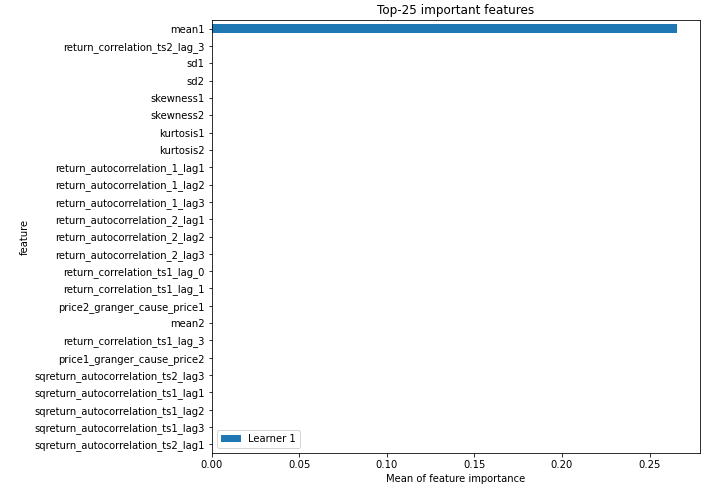 Top-25 important features
mean1
return_correlation_ts2_lag_3
sd1
sd2
skewness1
skewness2
kurtosis1
kurtosis2
return_autocorrelation_1_lag1
return_autocorrelation_1_lag2
return_autocorrelation_1_lag3
return_autocorrelation_2_lag1
return_autocorrelation_2_lag2
return_autocorrelation_2_lag3
return_correlation_ts1_lag_0
return_correlation_ts1_lag_1
price2_granger_cause_price1
mean2
return_correlation_ts1_lag_3
price1_granger_cause_price2
sqreturn_autocorrelation_ts2_lag3
sqreturn_autocorrelation_ts1_lag1
sqreturn_autocorrelation_ts1_lag2
sqreturn_autocorrelation_ts1_lag3
sqreturn_autocorrelation_ts2_lag1
feature
Learner 1
0.00 0.05 0.10 0.15 0.20 0.25
Mean of feature importance